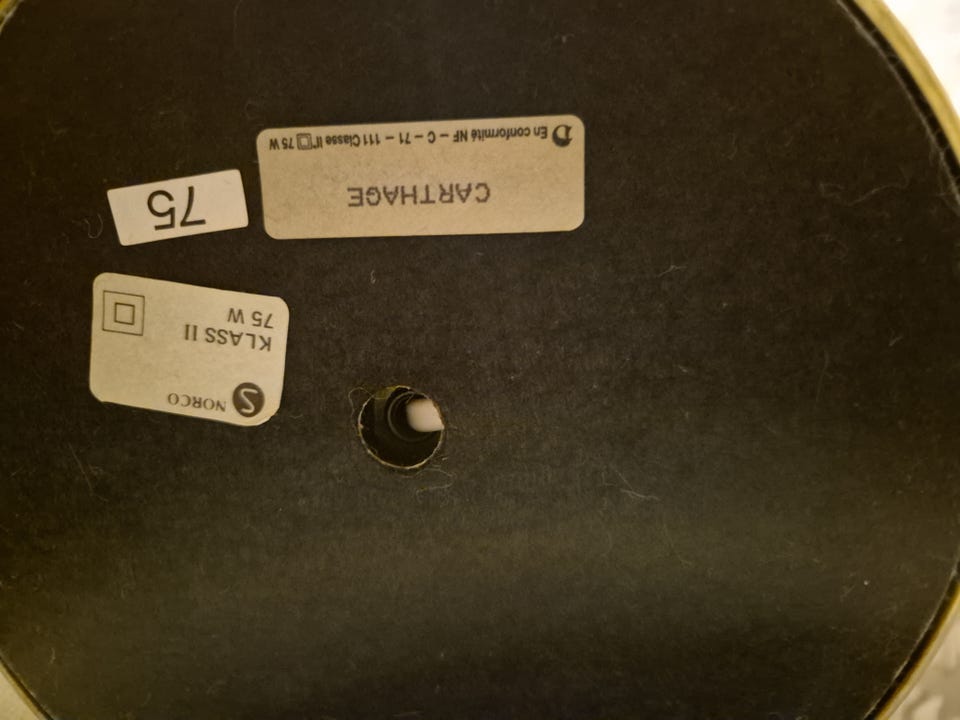 CARTHAGE
En conformité NF - C - 71 - 111 Classe II 75 W
75
S NORCO
KLASS II
75 W